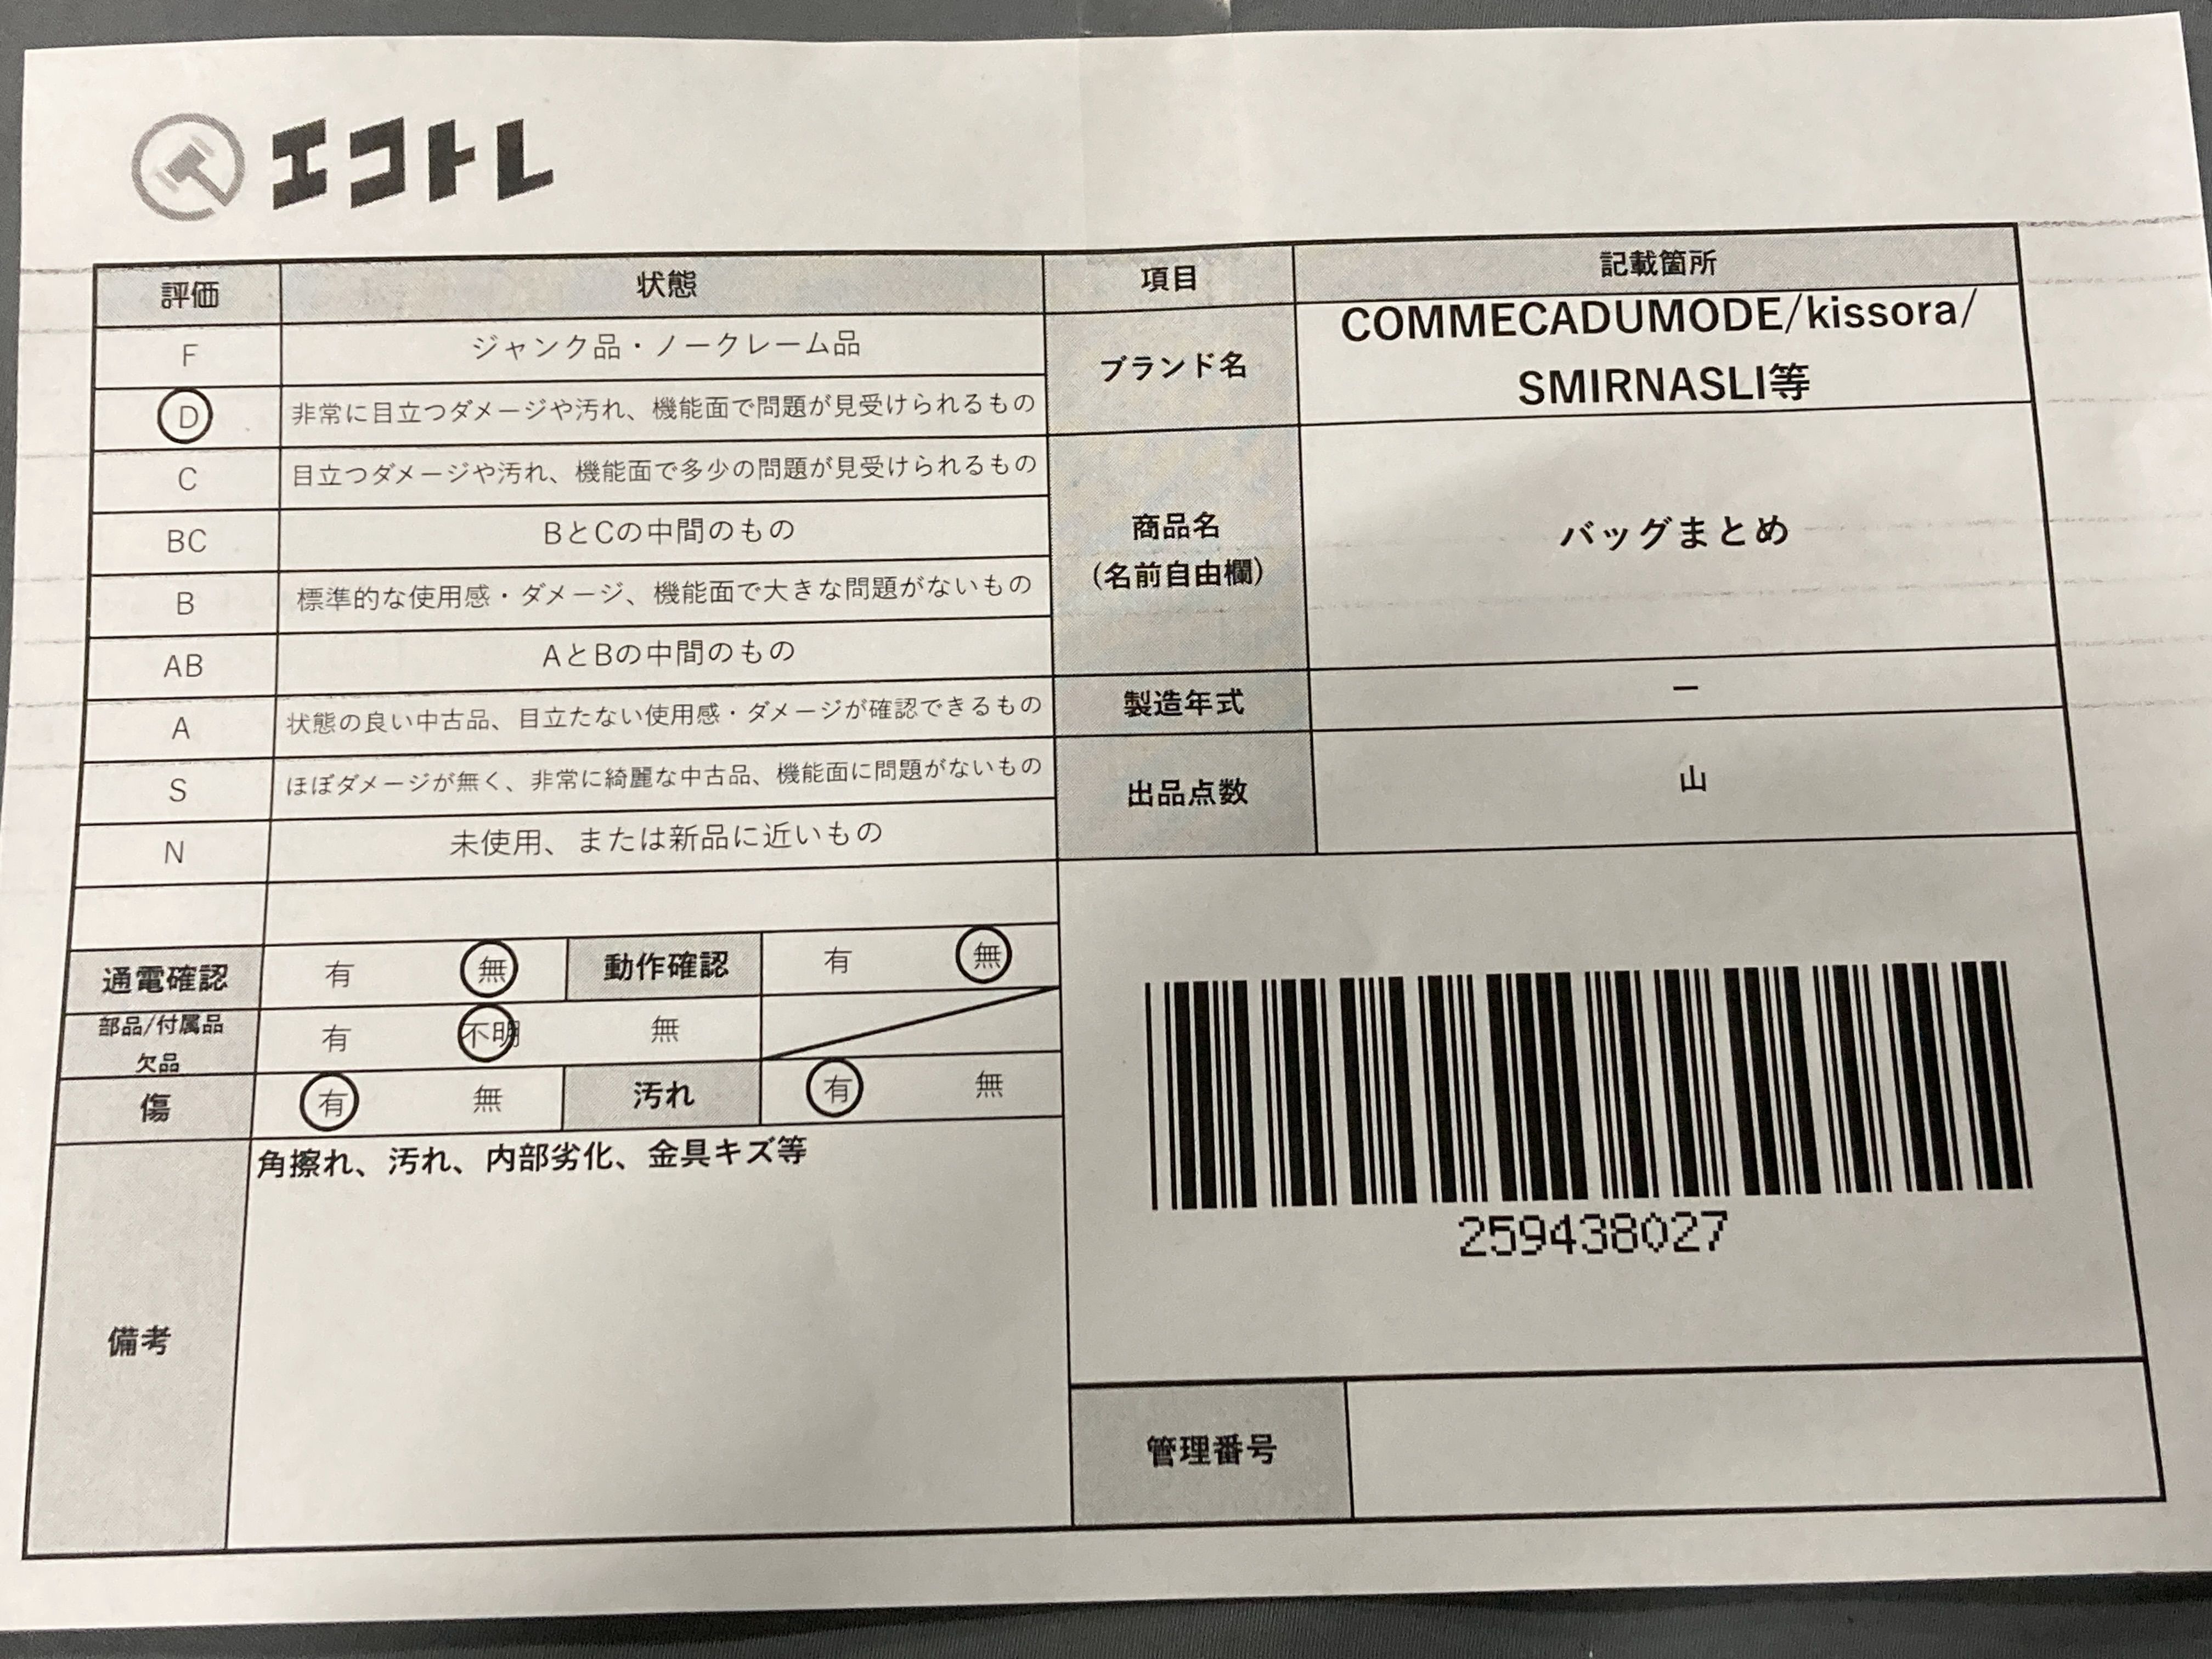 エコトレ
評価 状態 項目 記載箇所
F ジャンク品・ノークレーム品
D 非常に目立つダメージや汚れ、機能面で問題が見受けられるもの
C 目立つダメージや汚れ、機能面で多少の問題が見受けられるもの
BC BとCの中間のもの
B 標準的な使用感・ダメージ、機能面で大きな問題がないもの
AB AとBの中間のもの
A 状態の良い中古品、目立たない使用感・ダメージが確認できるもの
S ほぼダメージが無く、非常に綺麗な中古品、機能面に問題がないもの
N 未使用、または新品に近いもの
ブランド名
COMMECADUMODE/kissora/
SMIRNASLI等
商品名
(名前自由欄)
バッグまとめ
製造年式 ー
出品点数 山
通電確認 有 無 動作確認 有 無
部品/付属品
欠品
有 不明 無
傷 有 無 汚れ 有 無
備考
角擦れ、汚れ、内部劣化、金具キズ等
259438027
管理番号